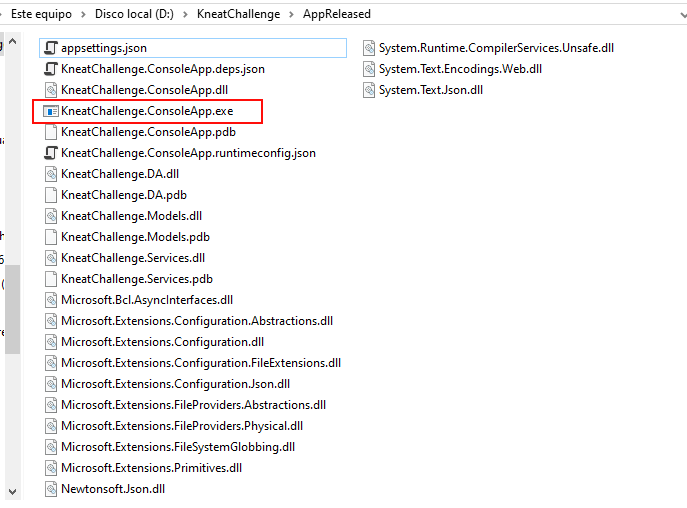 Este equipo > Disco local (D:) > KneatChallenge > AppReleased
appsettings.json
KneatChallenge.ConsoleApp.deps.json
KneatChallenge.ConsoleApp.dll
KneatChallenge.ConsoleApp.exe
KneatChallenge.ConsoleApp.pdb
KneatChallenge.ConsoleApp.runtimeconfig.json
KneatChallenge.DA.dll
KneatChallenge.DA.pdb
KneatChallenge.Models.dll
KneatChallenge.Models.pdb
KneatChallenge.Services.dll
KneatChallenge.Services.pdb
Microsoft.Bcl.AsyncInterfaces.dll
Microsoft.Extensions.Configuration.Abstractions.dll
Microsoft.Extensions.Configuration.dll
Microsoft.Extensions.Configuration.FileExtensions.dll
Microsoft.Extensions.Configuration.Json.dll
Microsoft.Extensions.FileProviders.Abstractions.dll
Microsoft.Extensions.FileProviders.Physical.dll
Microsoft.Extensions.FileSystemGlobbing.dll
Microsoft.Extensions.Primitives.dll
Newtonsoft.Json.dll
System.Runtime.CompilerServices.Unsafe.dll
System.Text.Encodings.Web.dll
System.Text.Json.dll